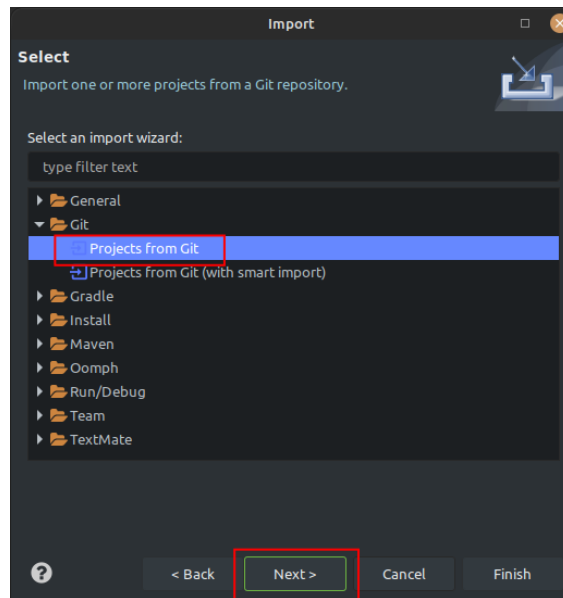 Import
Select
Import one or more projects from a Git repository.
Select an import wizard:
type filter text
General
Git
Projects from Git
Projects from Git (with smart import)
Gradle
Install
Maven
Oomph
Run/Debug
Team
TextMate
? < Back Next > Cancel Finish